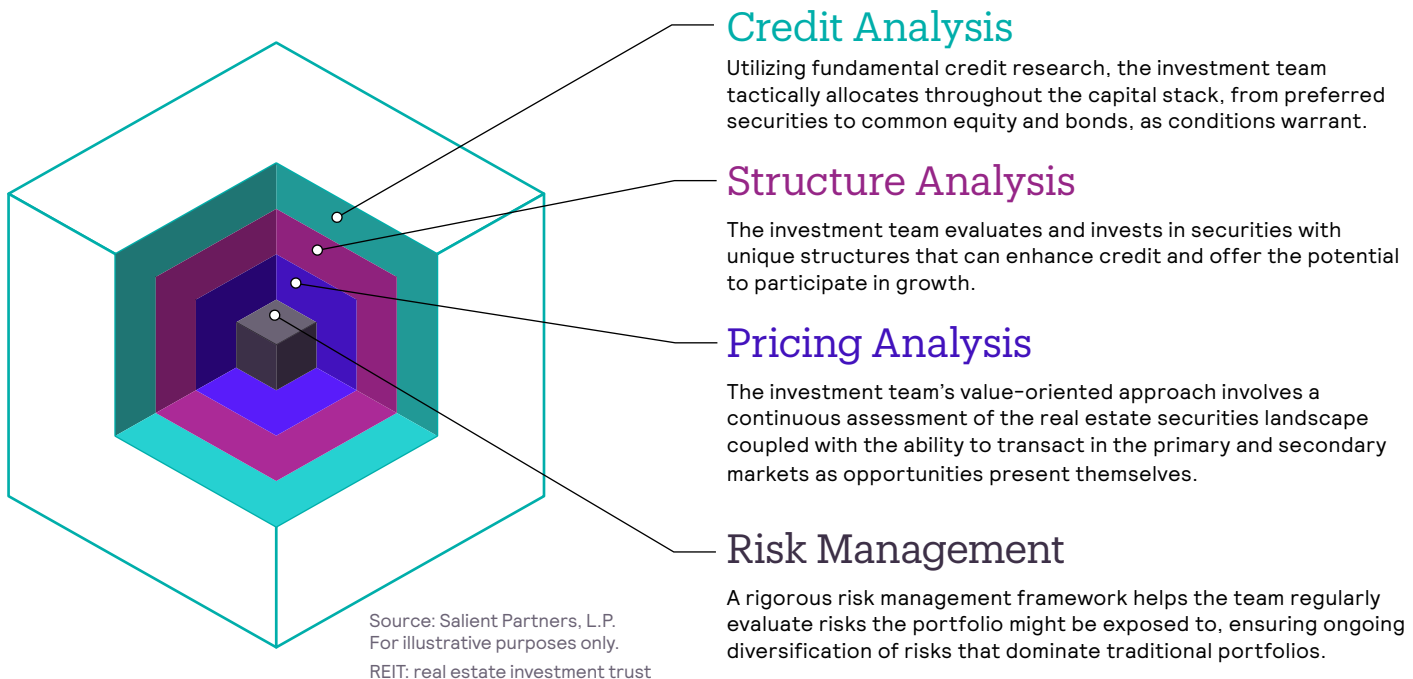 Credit Analysis
Utilizing fundamental credit research, the investment team
tactically allocates throughout the capital stack, from preferred
securities to common equity and bonds, as conditions warrant.
Structure Analysis
The investment team evaluates and invests in securities with
unique structures that can enhance credit and offer the potential
to participate in growth.
Pricing Analysis
The investment team's value-oriented approach involves a
continuous assessment of the real estate securities landscape
coupled with the ability to transact in the primary and secondary
markets as opportunities present themselves.
Risk Management
A rigorous risk management framework helps the team regularly
evaluate risks the portfolio might be exposed to, ensuring ongoing
diversification of risks that dominate traditional portfolios.
Source: Salient Partners, L.P.
For illustrative purposes only.
REIT: real estate investment trust